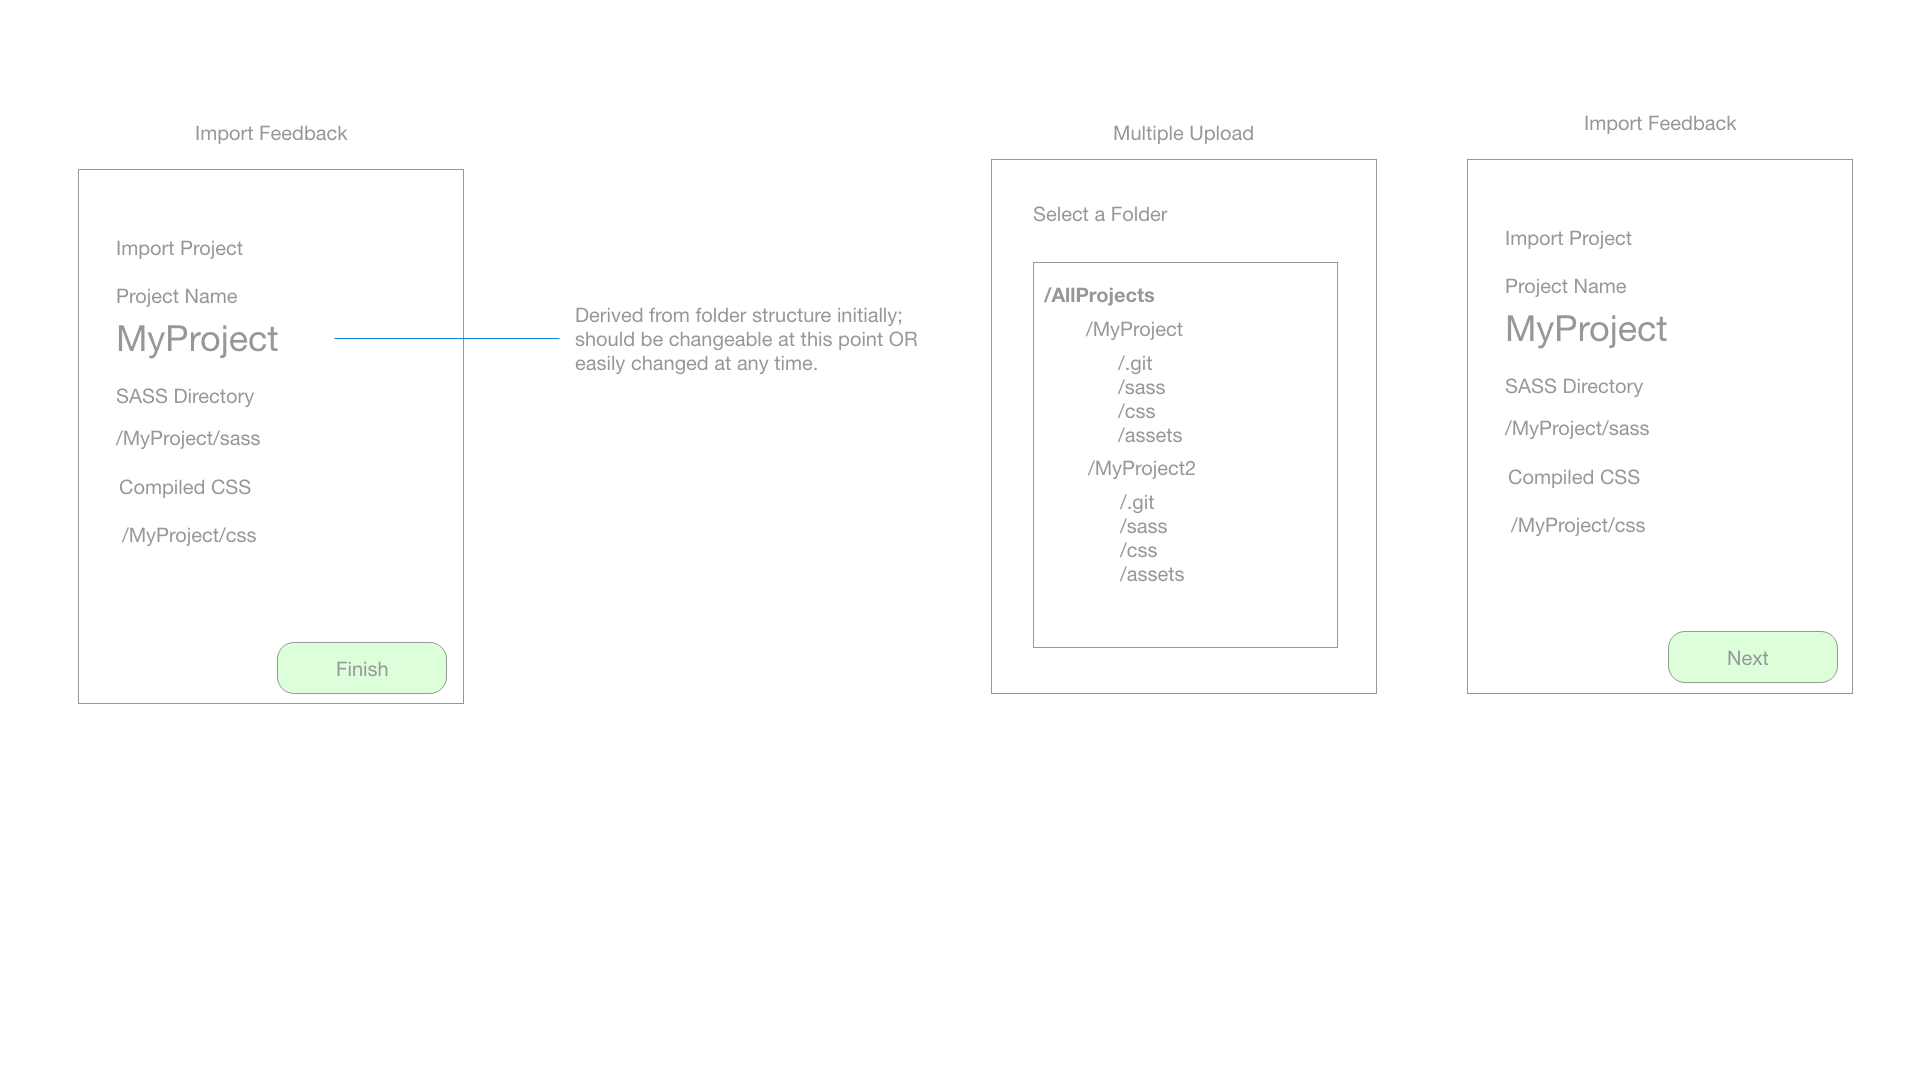 Import Feedback
Import Project
Project Name
MyProject
SASS Directory
/MyProject/sass
Compiled CSS
/MyProject/css
Finish
Derived from folder structure initially;
should be changeable at this point OR
easily changed at any time.
Multiple Upload
Select a Folder
/AllProjects
/MyProject
/.git
/sass
/css
/assets
/MyProject2
/.git
/sass
/css
/assets
Import Feedback
Import Project
Project Name
MyProject
SASS Directory
/MyProject/sass
Compiled CSS
/MyProject/css
Next